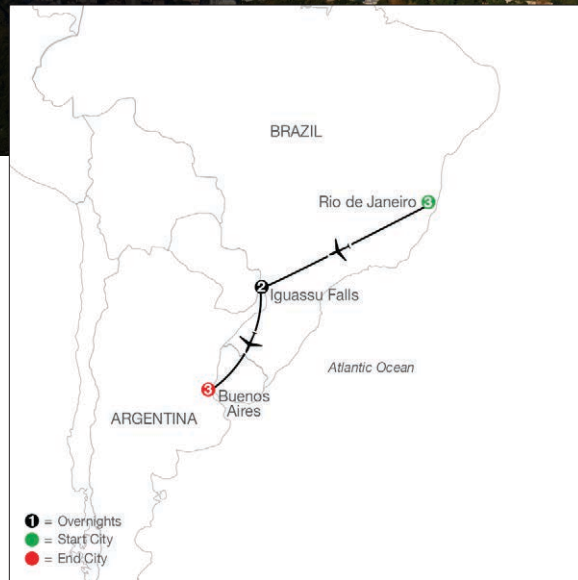 BRAZIL
Rio de Janeiro 3
2
Iguassu Falls
Atlantic Ocean
3 Buenos
Aires
ARGENTINA
1 = Overnights
= Start City
= End City